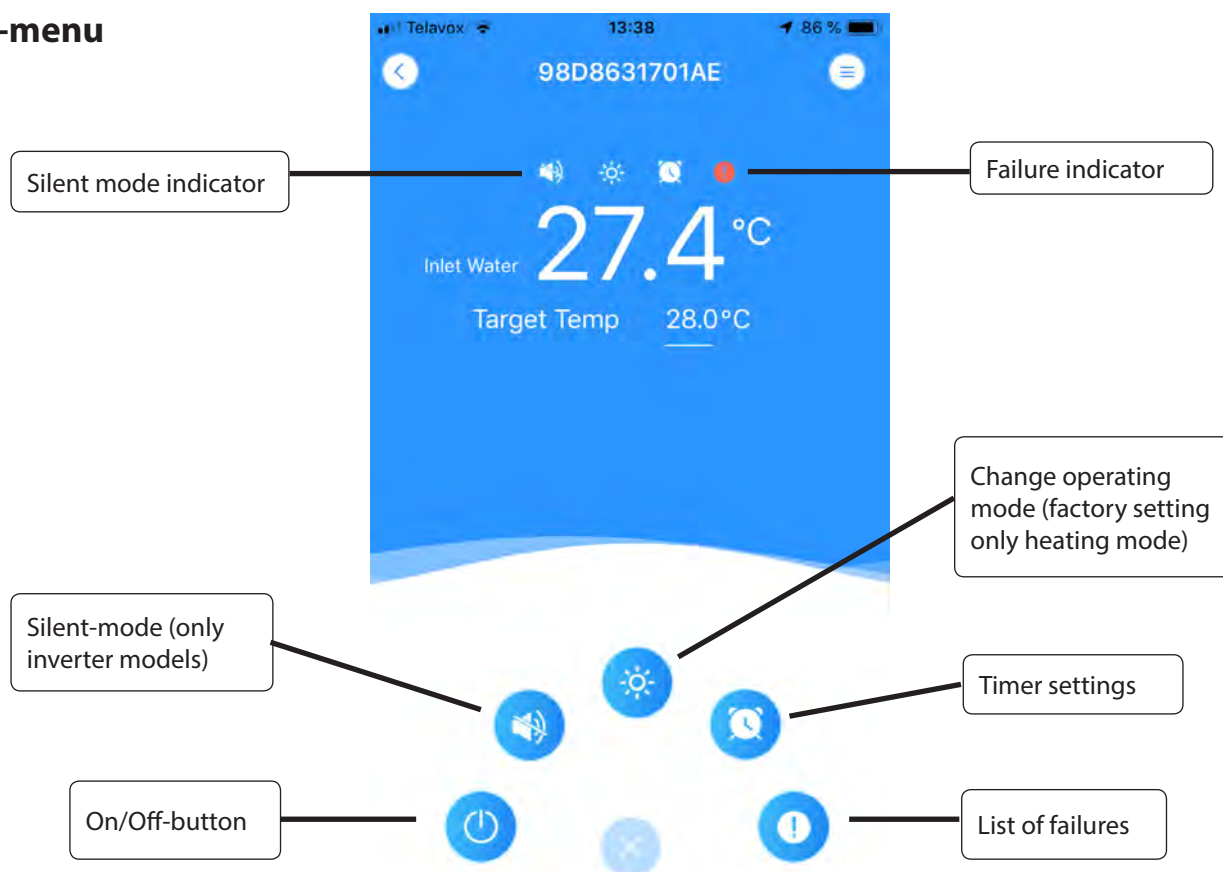 -menu
Telavox 13:38 86 %
98D8631701AE
Silent mode indicator
Failure indicator
27.4 °C
Inlet Water
Target Temp 28.0°C
Change operating
mode (factory setting
only heating mode)
Silent-mode (only
inverter models)
Timer settings
On/Off-button
List of failures